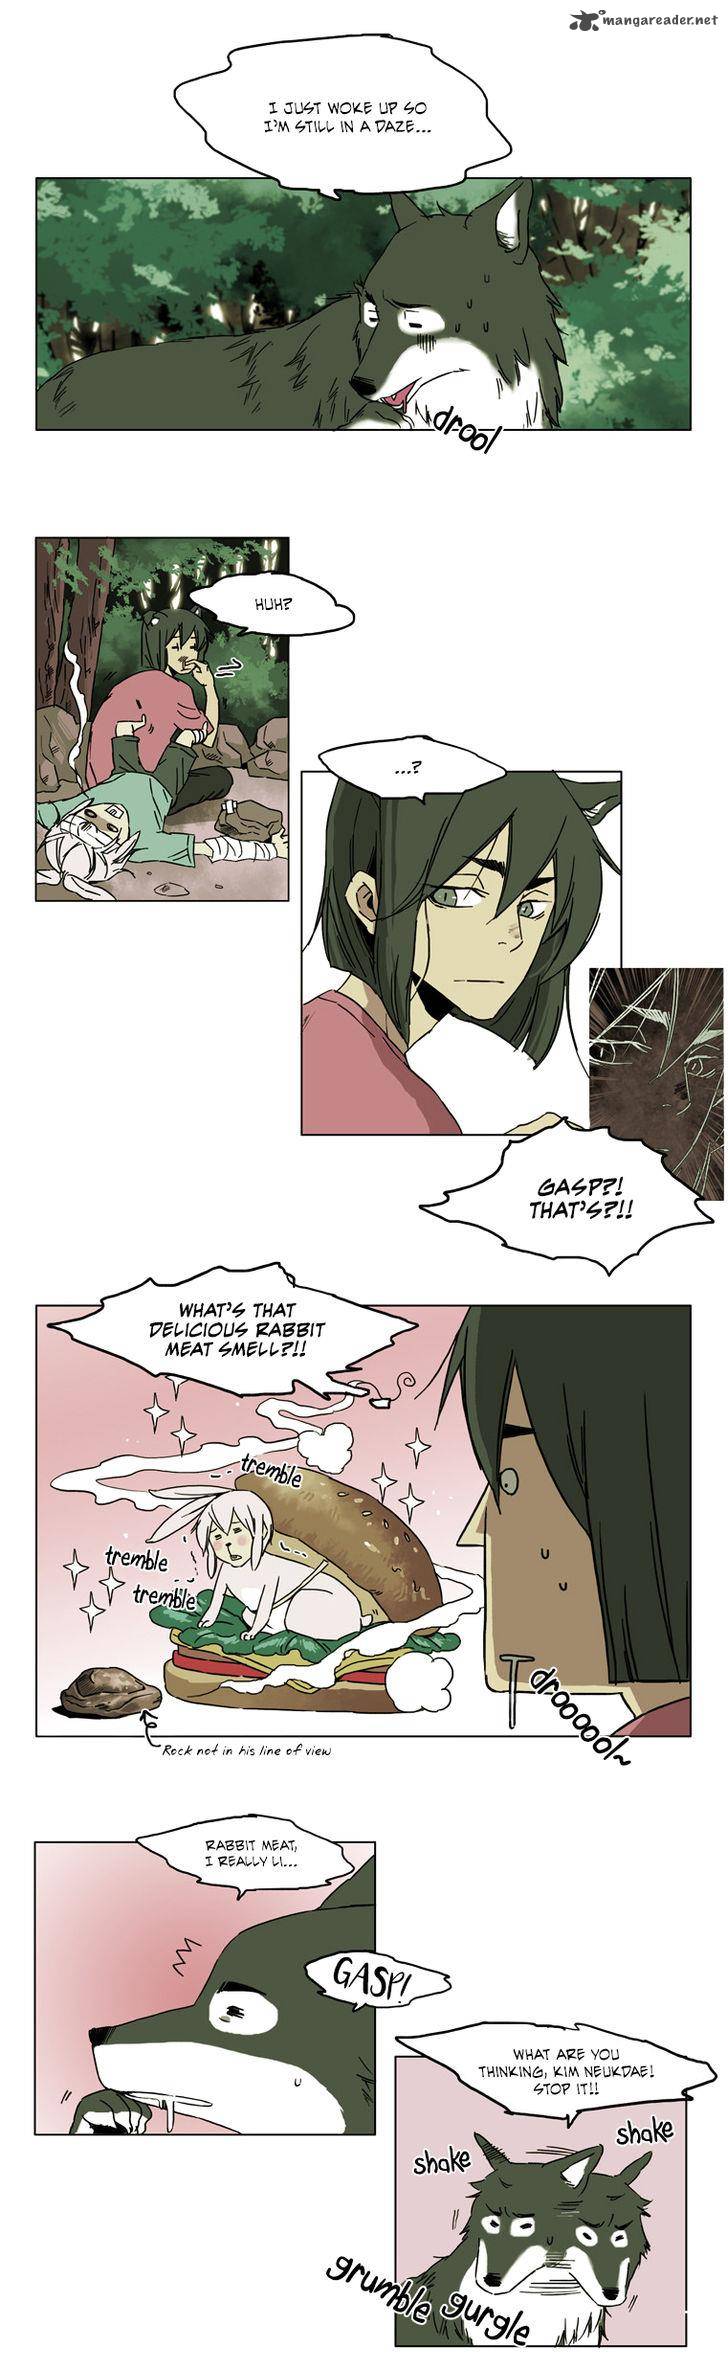 mangareader.net
I JUST WOKE UP SO
I'M STILL IN A DAZE...
drool
HUH?
...?
GASP?!
THAT'S?!!
WHAT'S THAT
DELICIOUS RABBIT
MEAT SMELL?!!
tremble
tremble
tremble
droooool~
Rock not in his line of view
RABBIT MEAT,
I REALLY LI...
GASP!
WHAT ARE YOU
THINKING, KIM NEUKDAE!
STOP IT!!
shake
shake
grumble gurgle